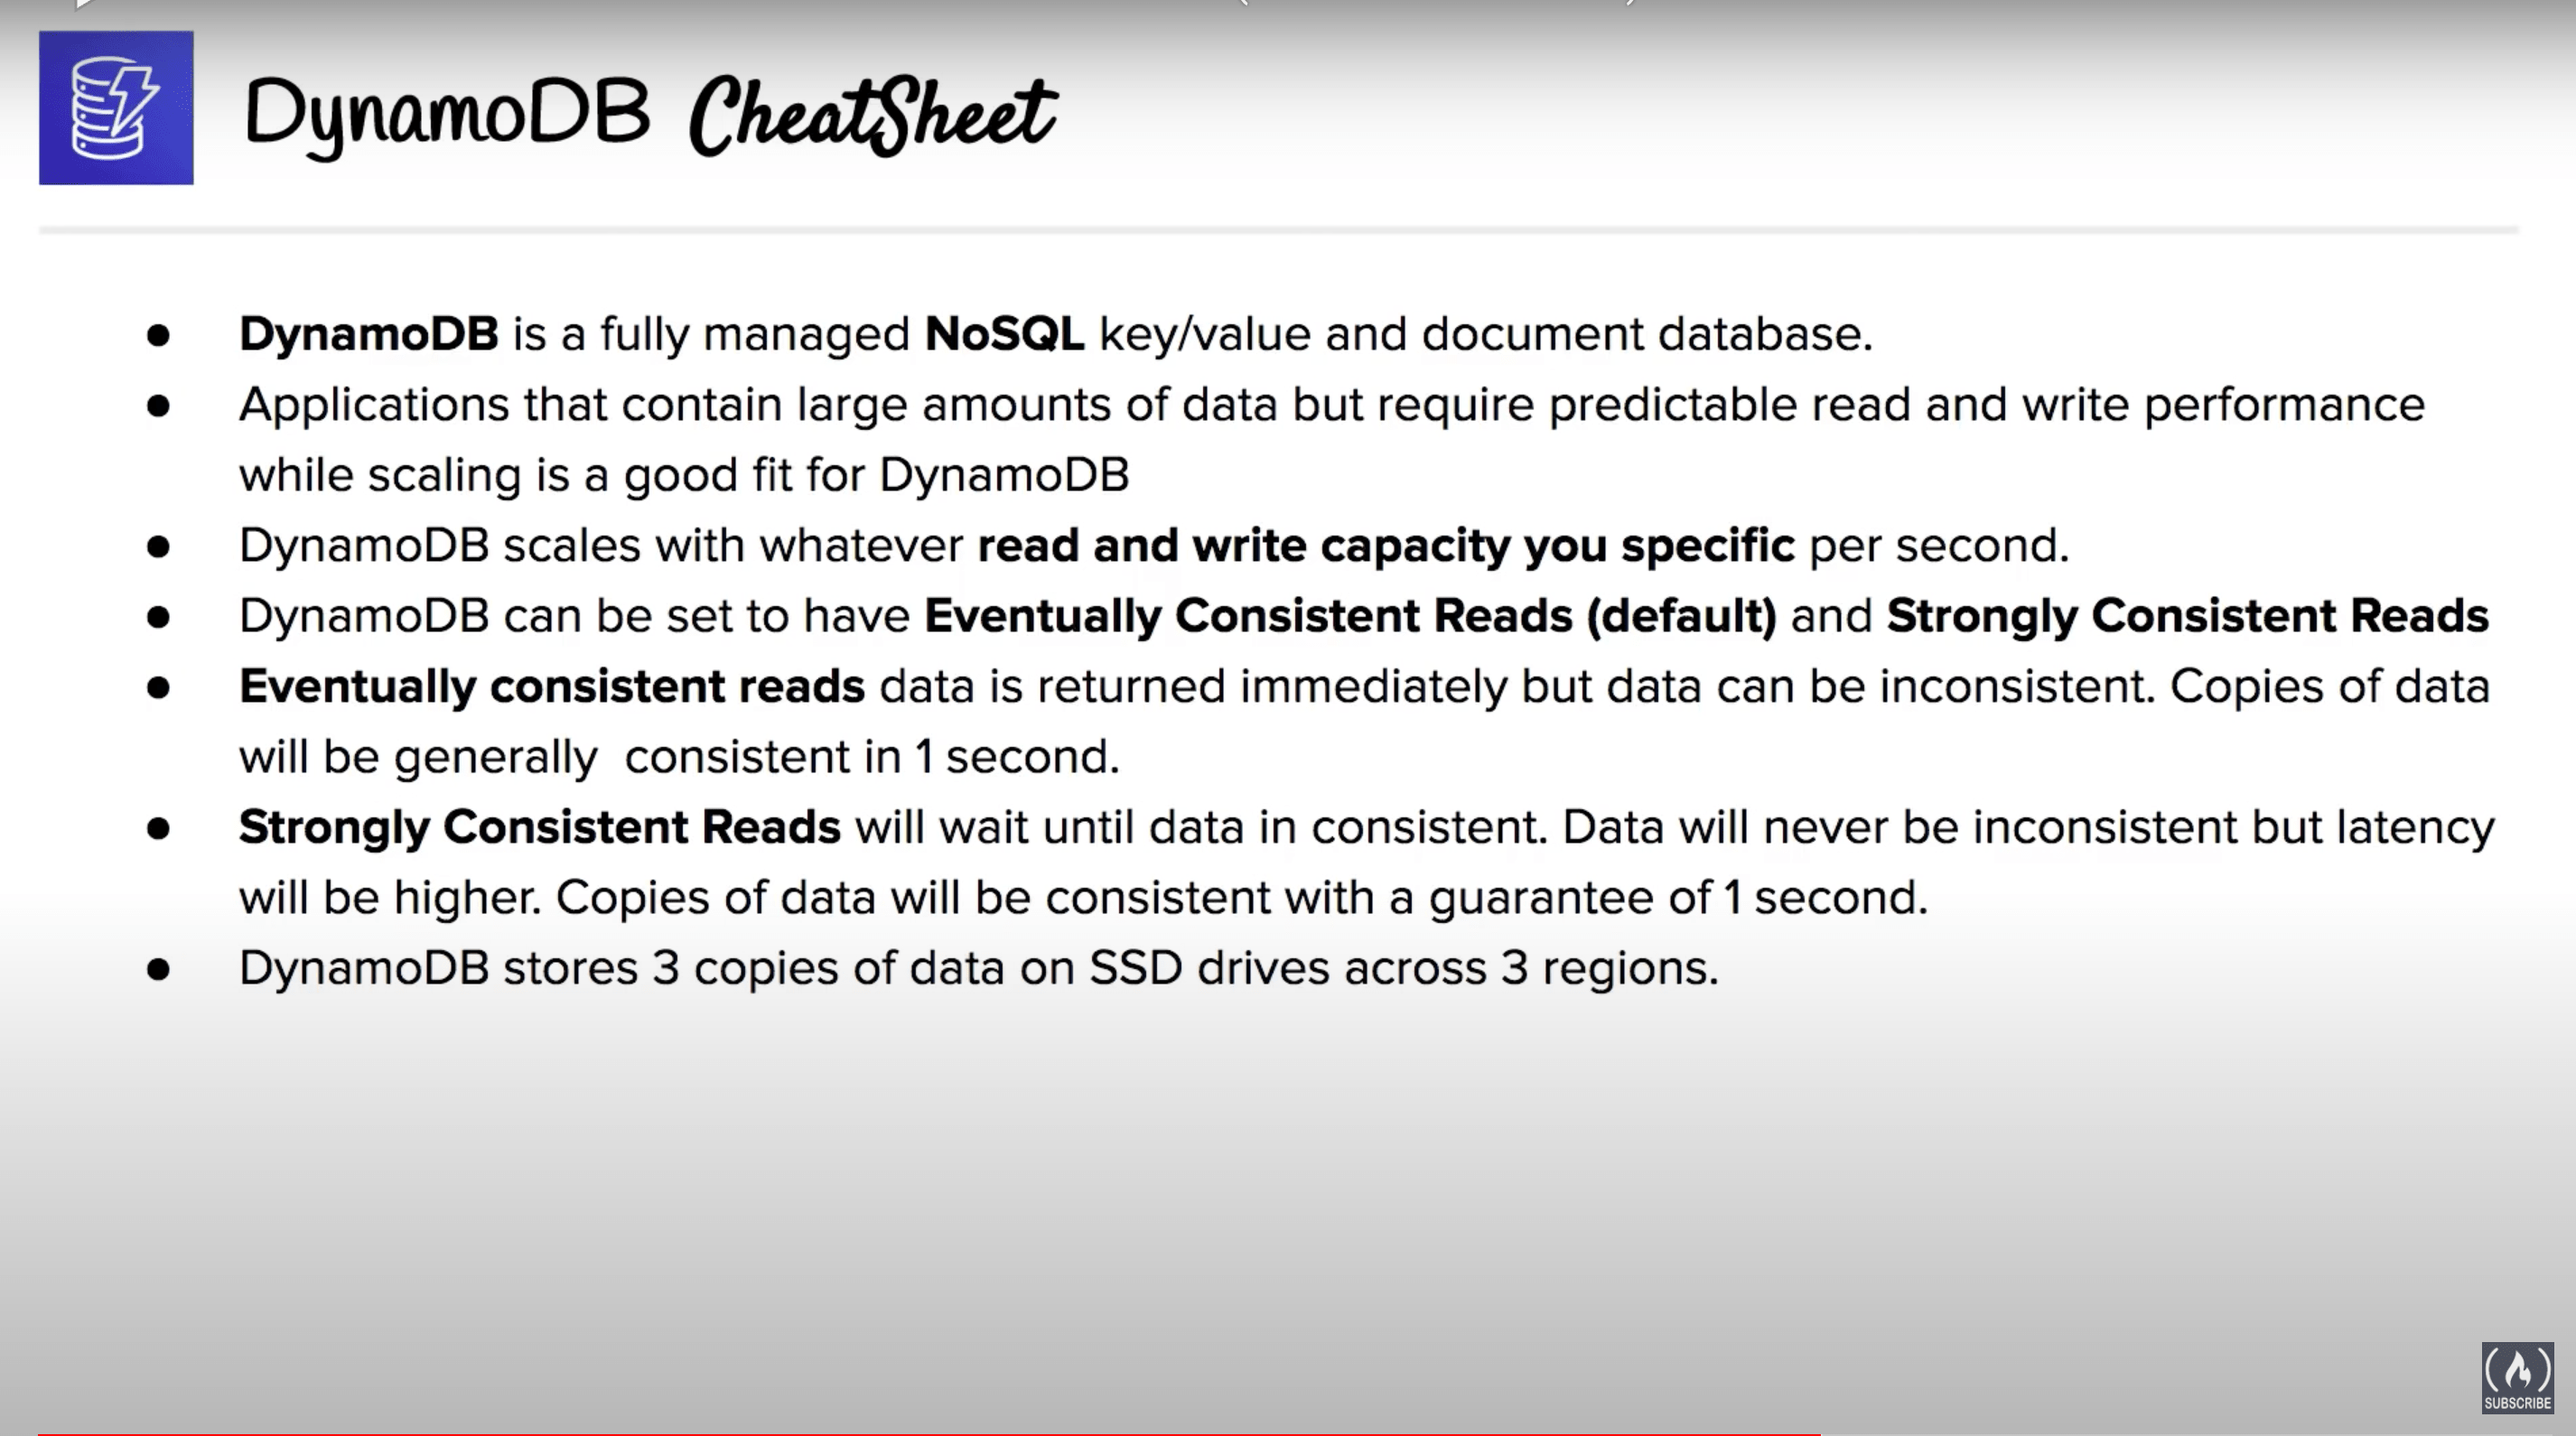 DynamoDB CheatSheet
● DynamoDB is a fully managed NoSQL key/value and document database.
● Applications that contain large amounts of data but require predictable read and write performance
while scaling is a good fit for DynamoDB
● DynamoDB scales with whatever read and write capacity you specific per second.
● DynamoDB can be set to have Eventually Consistent Reads (default) and Strongly Consistent Reads
● Eventually consistent reads data is returned immediately but data can be inconsistent. Copies of data
will be generally  consistent in 1 second.
● Strongly Consistent Reads will wait until data in consistent. Data will never be inconsistent but latency
will be higher. Copies of data will be consistent with a guarantee of 1 second.
● DynamoDB stores 3 copies of data on SSD drives across 3 regions.
SUBSCRIBE